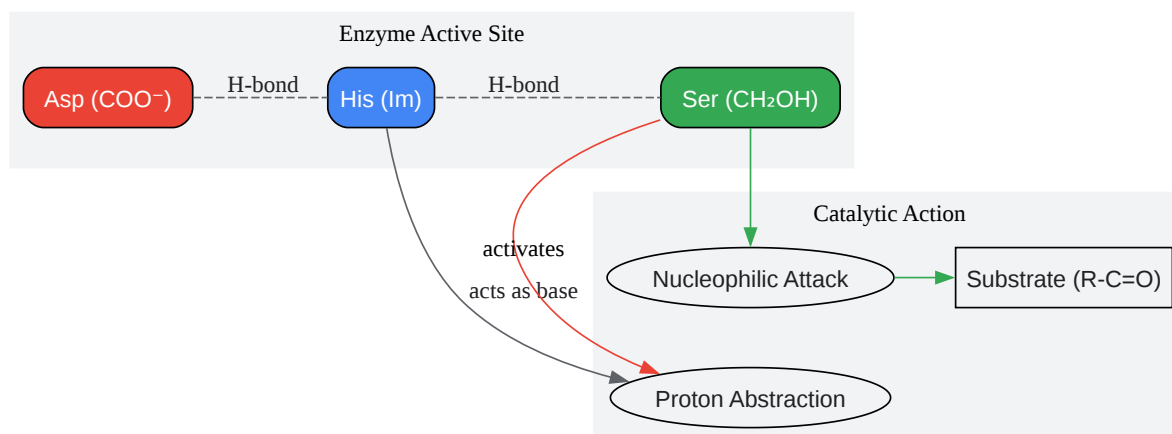 Enzyme Active Site
Asp (COO⁻)
H-bond
His (Im)
H-bond
Ser (CH₂OH)
Catalytic Action
activates
Nucleophilic Attack
Substrate (R-C=O)
acts as base
Proton Abstraction